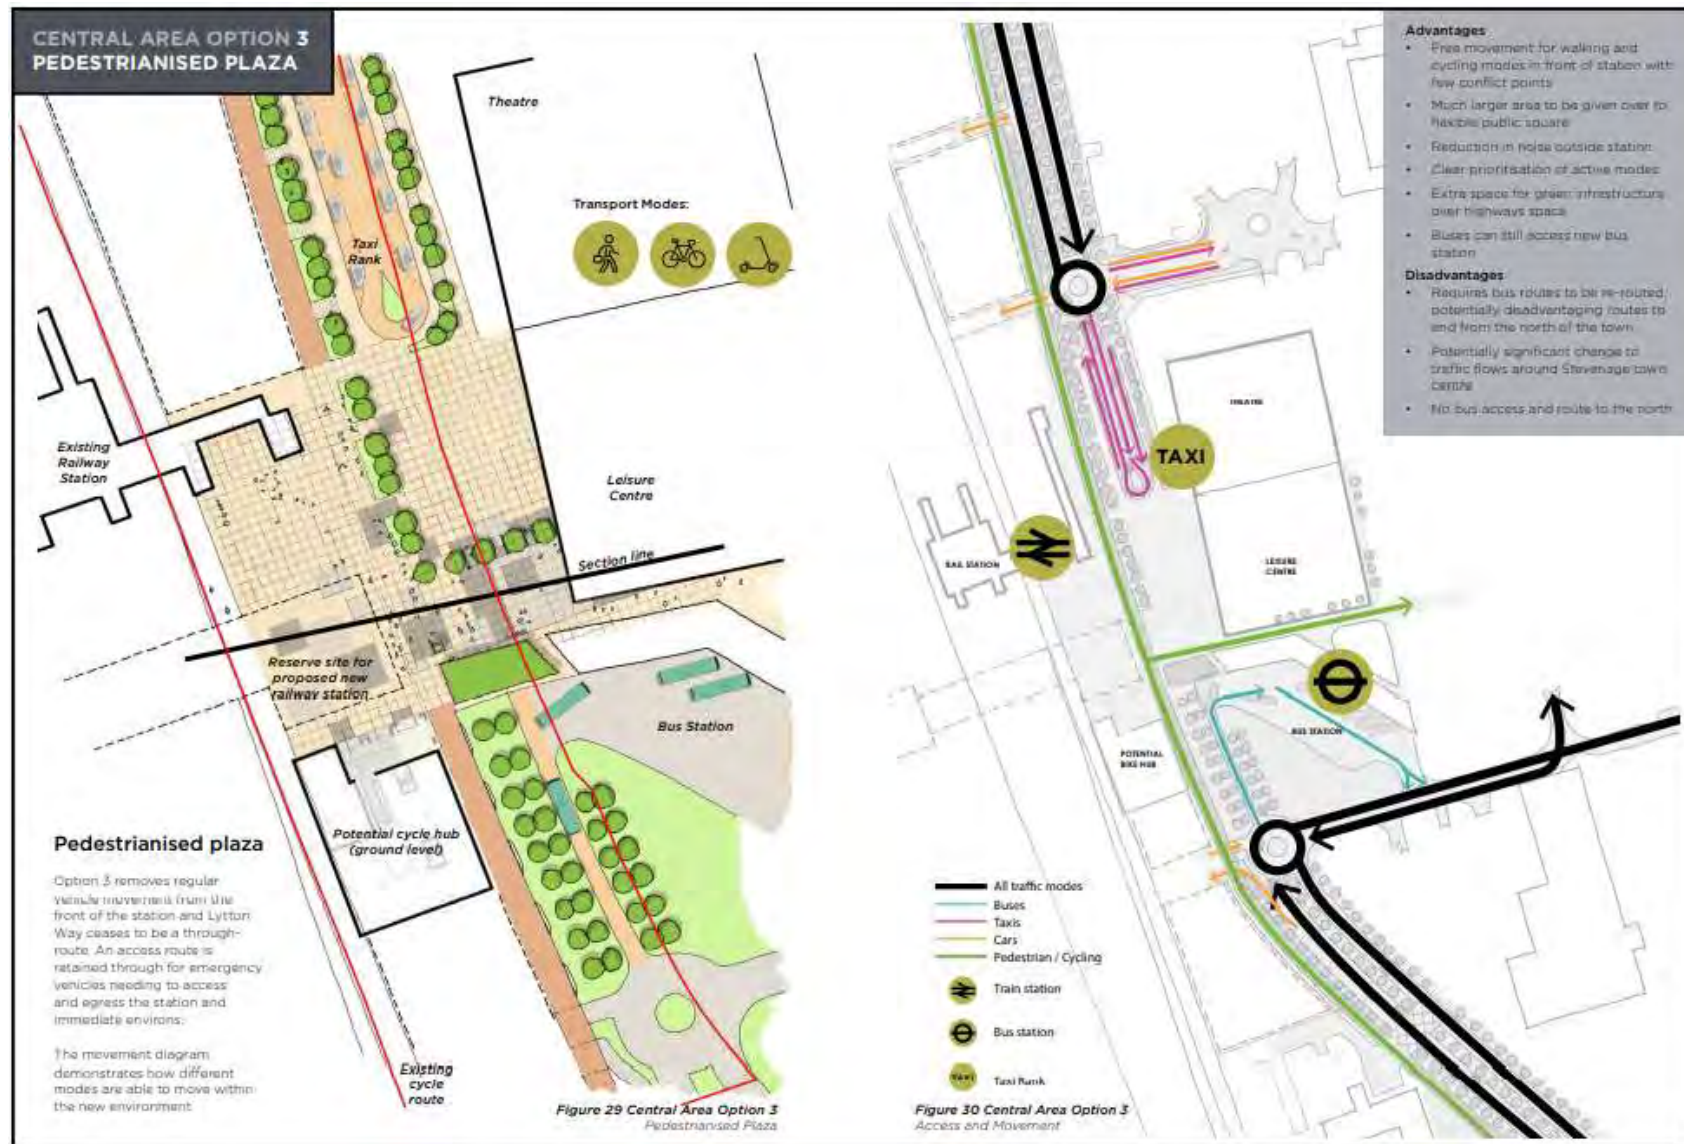 CENTRAL AREA OPTION 3
PEDESTRIANISED PLAZA
Theatre
Transport Modes:
Taxi
Rank
Existing
Railway
Station
Leisure
Centre
Section line
Reserve site for
proposed new
railway station
Bus Station
Potential cycle hub
(ground level)
Existing
cycle
route
Pedestrianised plaza
Option 3 removes regular
vehicle movement from the
front of the station and Lytton
Way ceases to be a through-
route. An access route is
retained through for emergency
vehicles needing to access
and egress the station and
immediate environs.
The movement diagram
demonstrates how different
modes are able to move within
the new environment
Figure 29 Central Area Option 3
Pedestrianised Plaza
TAXI
THEATRE
RAIL STATION
LEISURE
CENTRE
BUS STATION
POTENTIAL
BIKE HUB
All traffic modes
Buses
Taxis
Cars
Pedestrian / Cycling
Train station
Bus station
TAXI
Taxi Rank
Figure 30 Central Area Option 3
Access and Movement
Advantages
• Free movement for walking and
cycling modes in front of station with
few conflict points
• Much larger area to be given over to
flexible public square
• Reduction in noise outside station
• Clear prioritisation of active modes
• Extra space for green infrastructure
over highways space
• Buses can still access new bus
station
Disadvantages
• Requires bus routes to be re-routed,
potentially disadvantaging routes to
and from the north of the town
• Potentially significant change to
traffic flows around Stevenage town
centre
• No bus access and route to the north